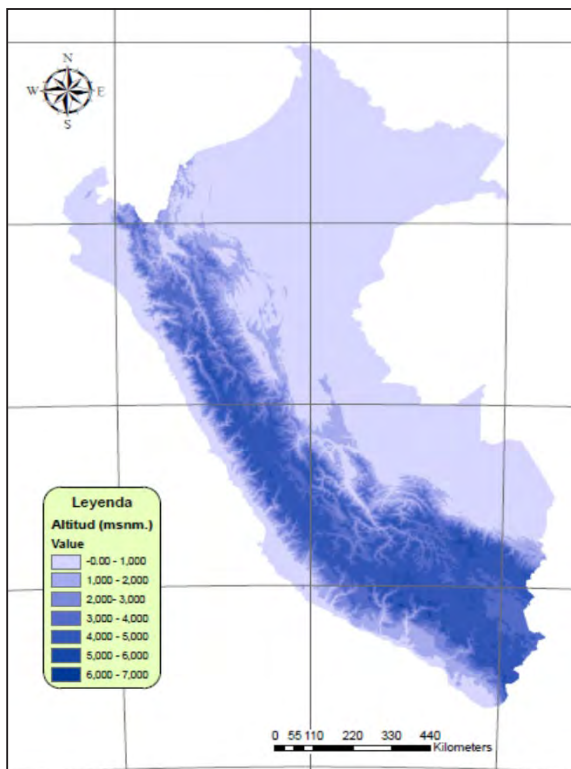 N
W E
S
Leyenda
Altitud (msnm.)
Value
-0.00 - 1,000
1,000 - 2,000
2,000- 3,000
3,000 - 4,000
4,000 - 5,000
5,000 - 6,000
6,000 - 7,000
0 55 110 220 330 440
Kilometers